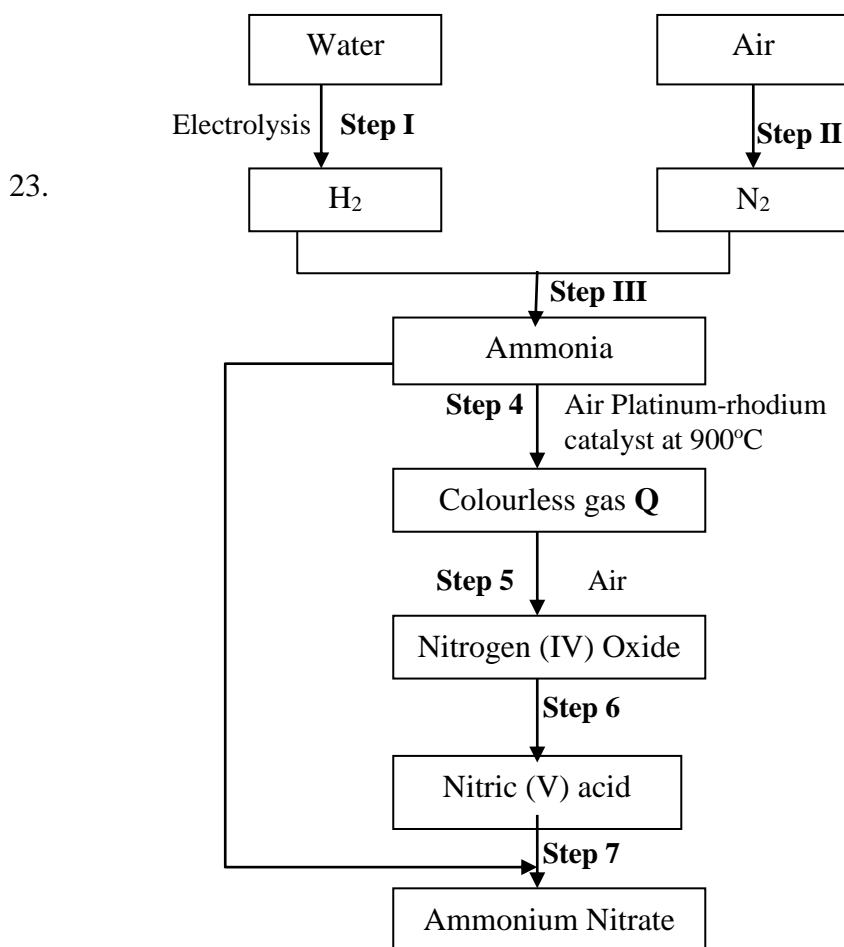 Water
Air
Electrolysis Step I
Step II
23.
H₂
N₂
Step III
Ammonia
Step 4 Air Platinum-rhodium
catalyst at 900ºC
Colourless gas Q
Step 5 Air
Nitrogen (IV) Oxide
Step 6
Nitric (V) acid
Step 7
Ammonium Nitrate